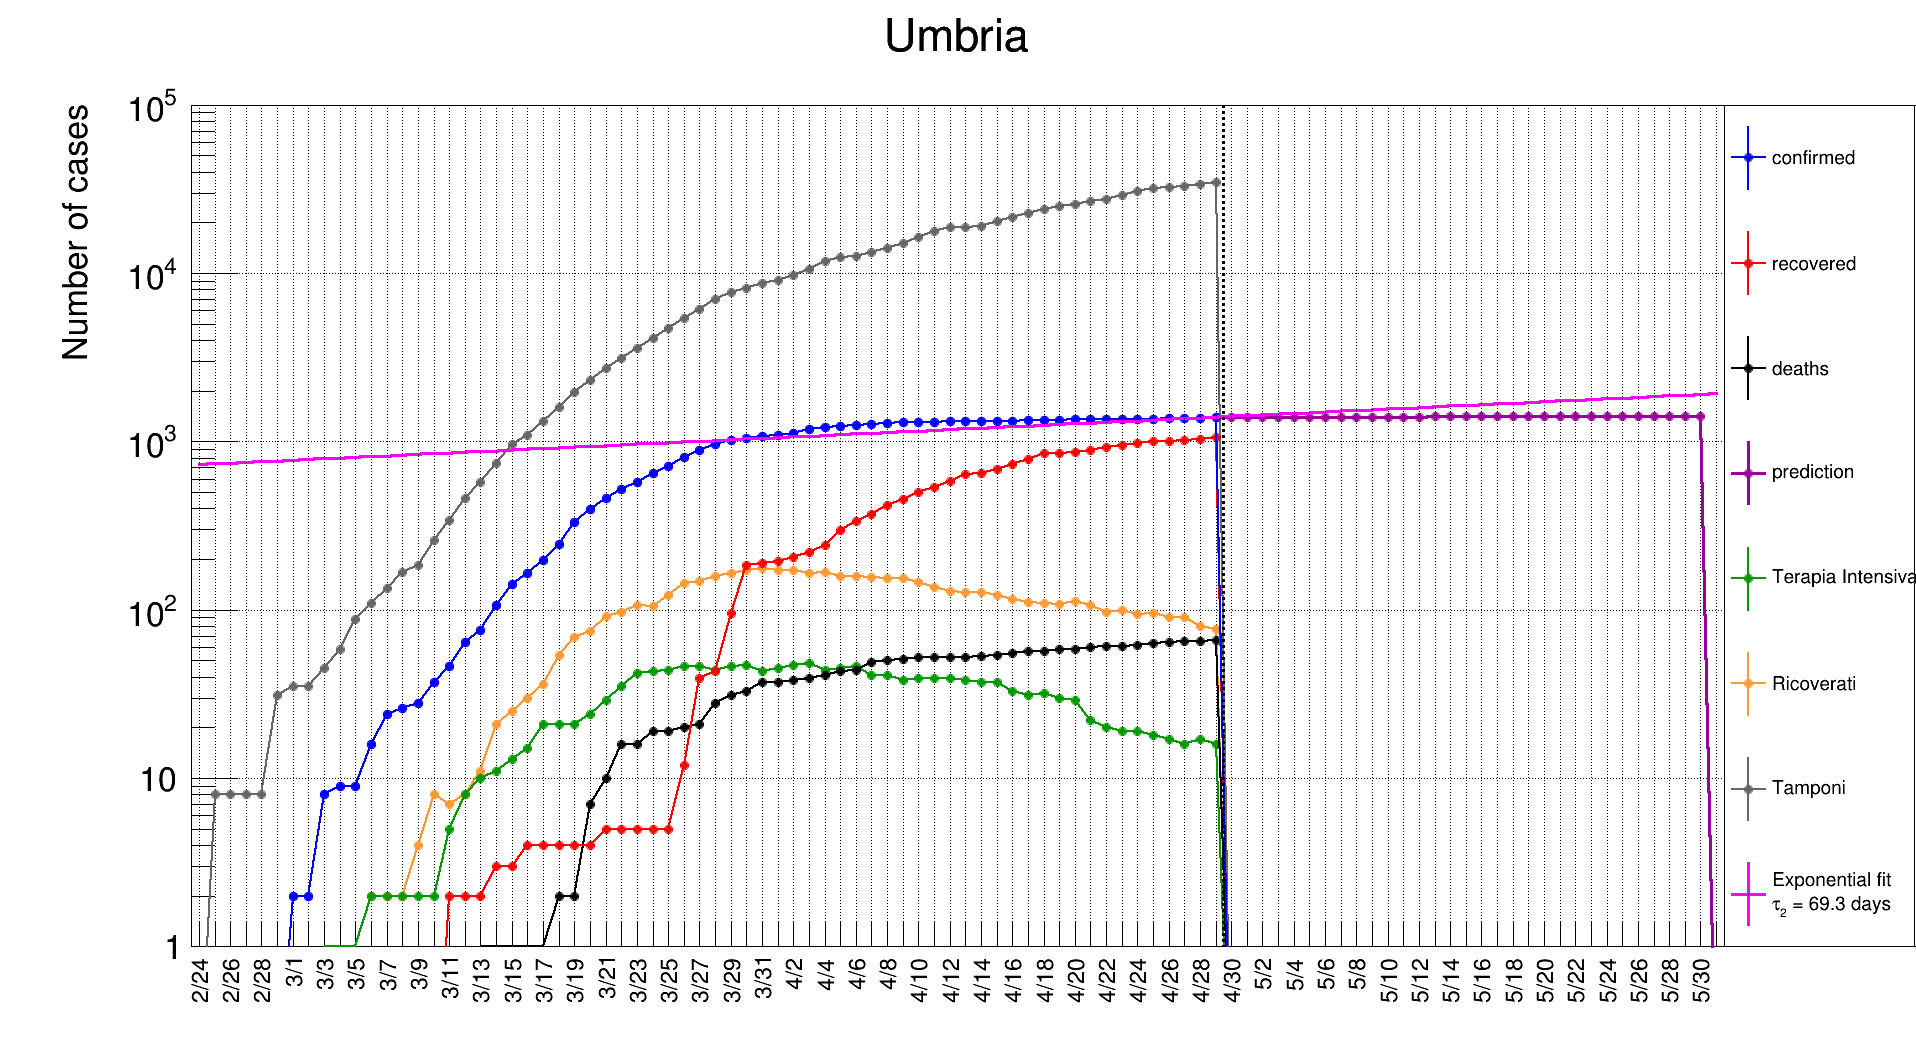 Umbria
Number of cases
10^5
10^4
10^3
10^2
10
1
2/24 2/26 2/28 3/1 3/3 3/5 3/7 3/9 3/11 3/13 3/15 3/17 3/19 3/21 3/23 3/25 3/27 3/29 3/31 4/2 4/4 4/6 4/8 4/10 4/12 4/14 4/16 4/18 4/20 4/22 4/24 4/26 4/28 4/30 5/2 5/4 5/6 5/8 5/10 5/12 5/14 5/16 5/18 5/20 5/22 5/24 5/26 5/28 5/30
confirmed
recovered
deaths
prediction
Terapia Intensiva
Ricoverati
Tamponi
Exponential fit
τ₂ = 69.3 days